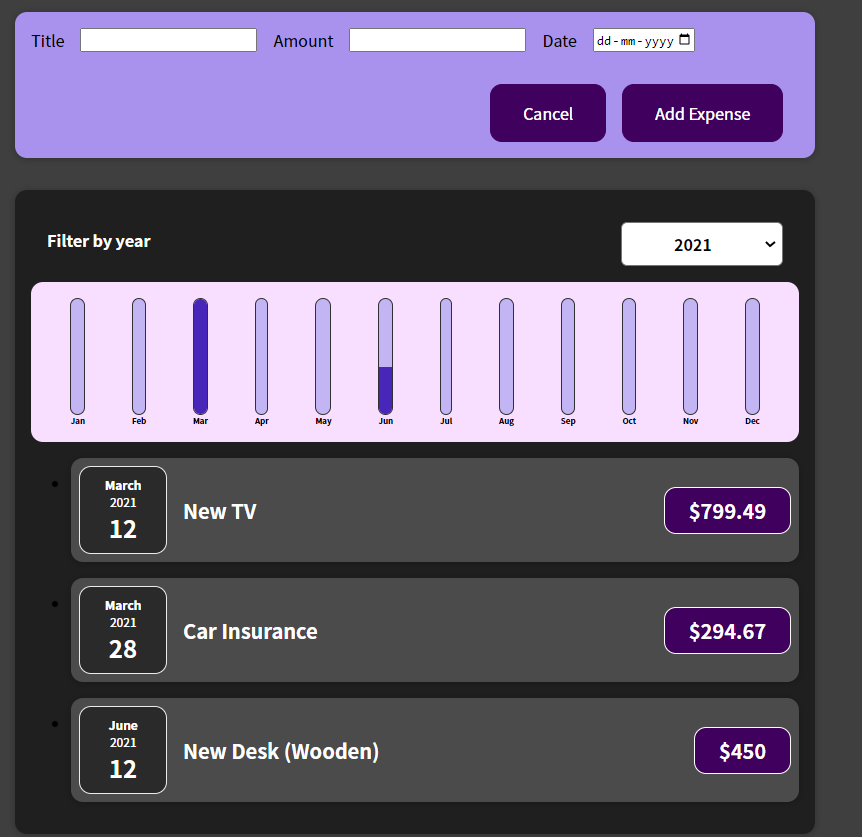 Title Amount Date dd-mm-yyyy
Cancel Add Expense
Filter by year 2021
Jan Feb Mar Apr May Jun Jul Aug Sep Oct Nov Dec
March
2021
12
New TV
$799.49
March
2021
28
Car Insurance
$294.67
June
2021
12
New Desk (Wooden)
$450